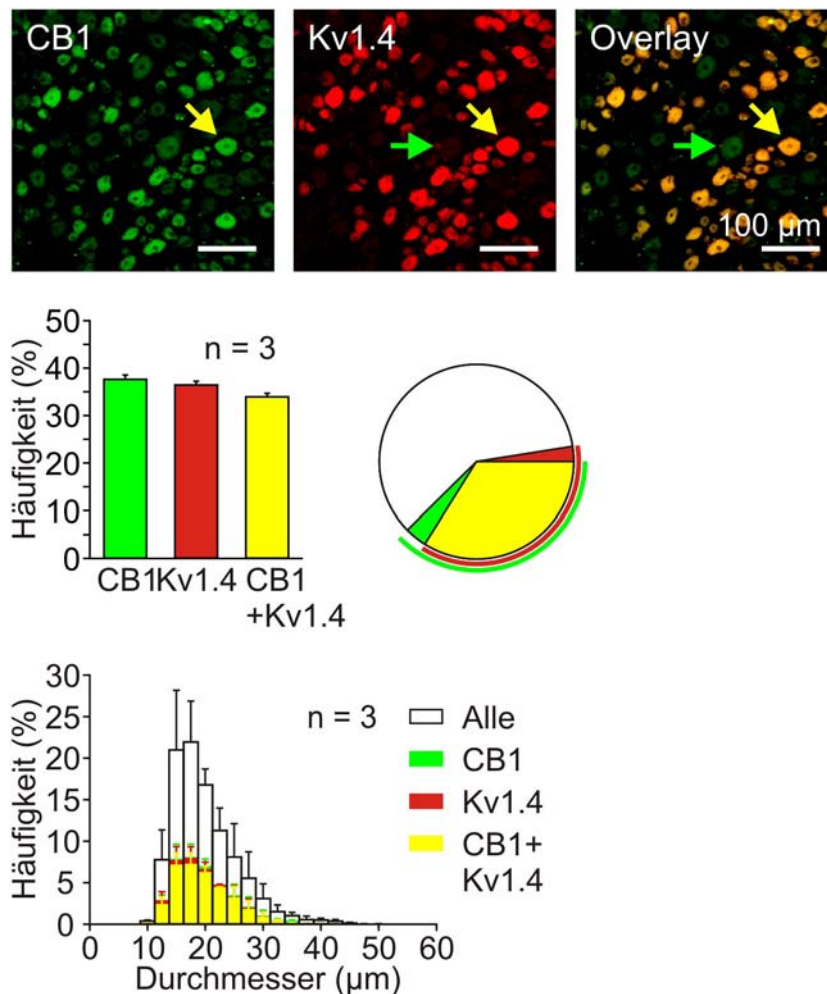 CB1
Kv1.4
Overlay
100 µm
Häufigkeit (%)
50
40
30
20
10
0
n = 3
CB1
Kv1.4
CB1
+Kv1.4
Häufigkeit (%)
30
25
20
15
10
5
0
0 10 20 30 40 50 60
Durchmesser (µm)
n = 3
Alle
CB1
Kv1.4
CB1+
Kv1.4